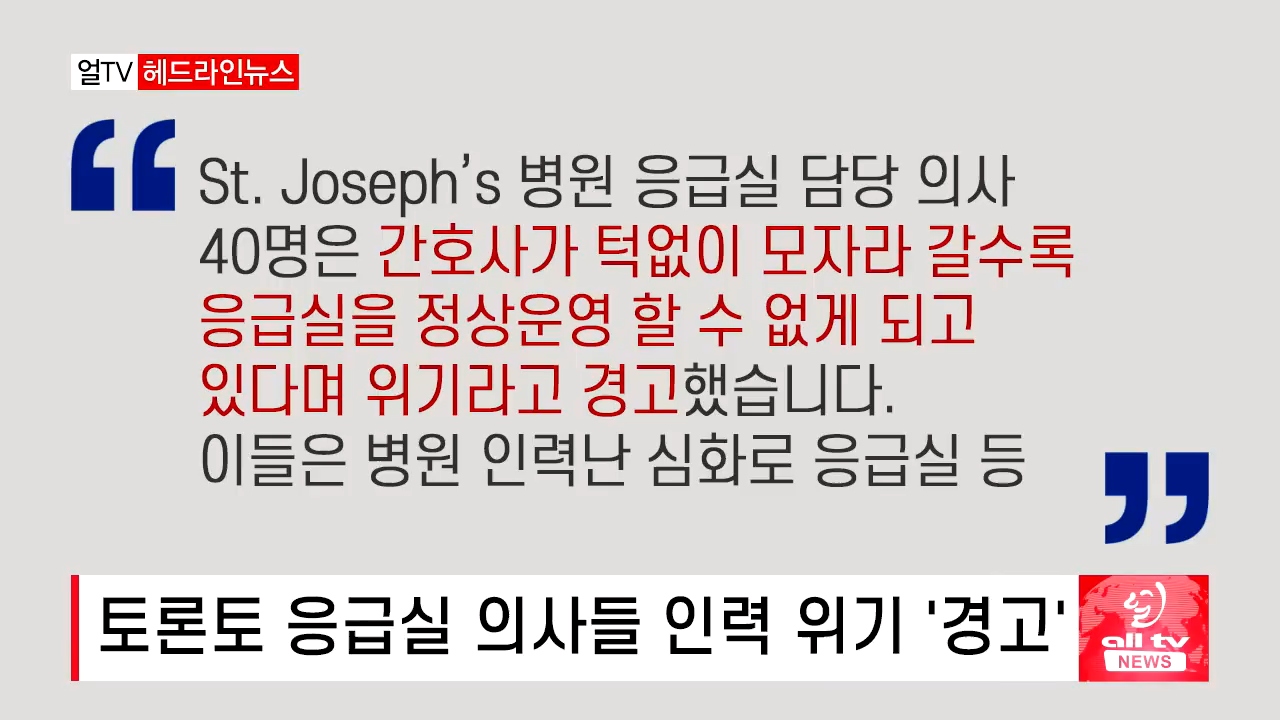 얼TV 헤드라인뉴스
St. Joseph's 병원 응급실 담당 의사
40명은 간호사가 턱없이 모자라 갈수록
응급실을 정상운영 할 수 없게 되고
있다며 위기라고 경고했습니다.
이들은 병원 인력난 심화로 응급실 등
토론토 응급실 의사들 인력 위기 '경고'
all tv
NEWS